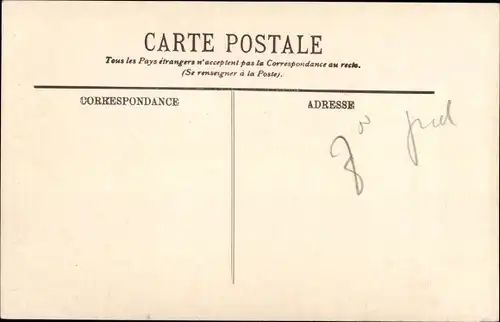 CARTE POSTALE
Tous les Pays étrangers n'acceptent pas la Correspondance au recto.
(Se renseigner à la Poste).
CORRESPONDANCE
ADRESSE